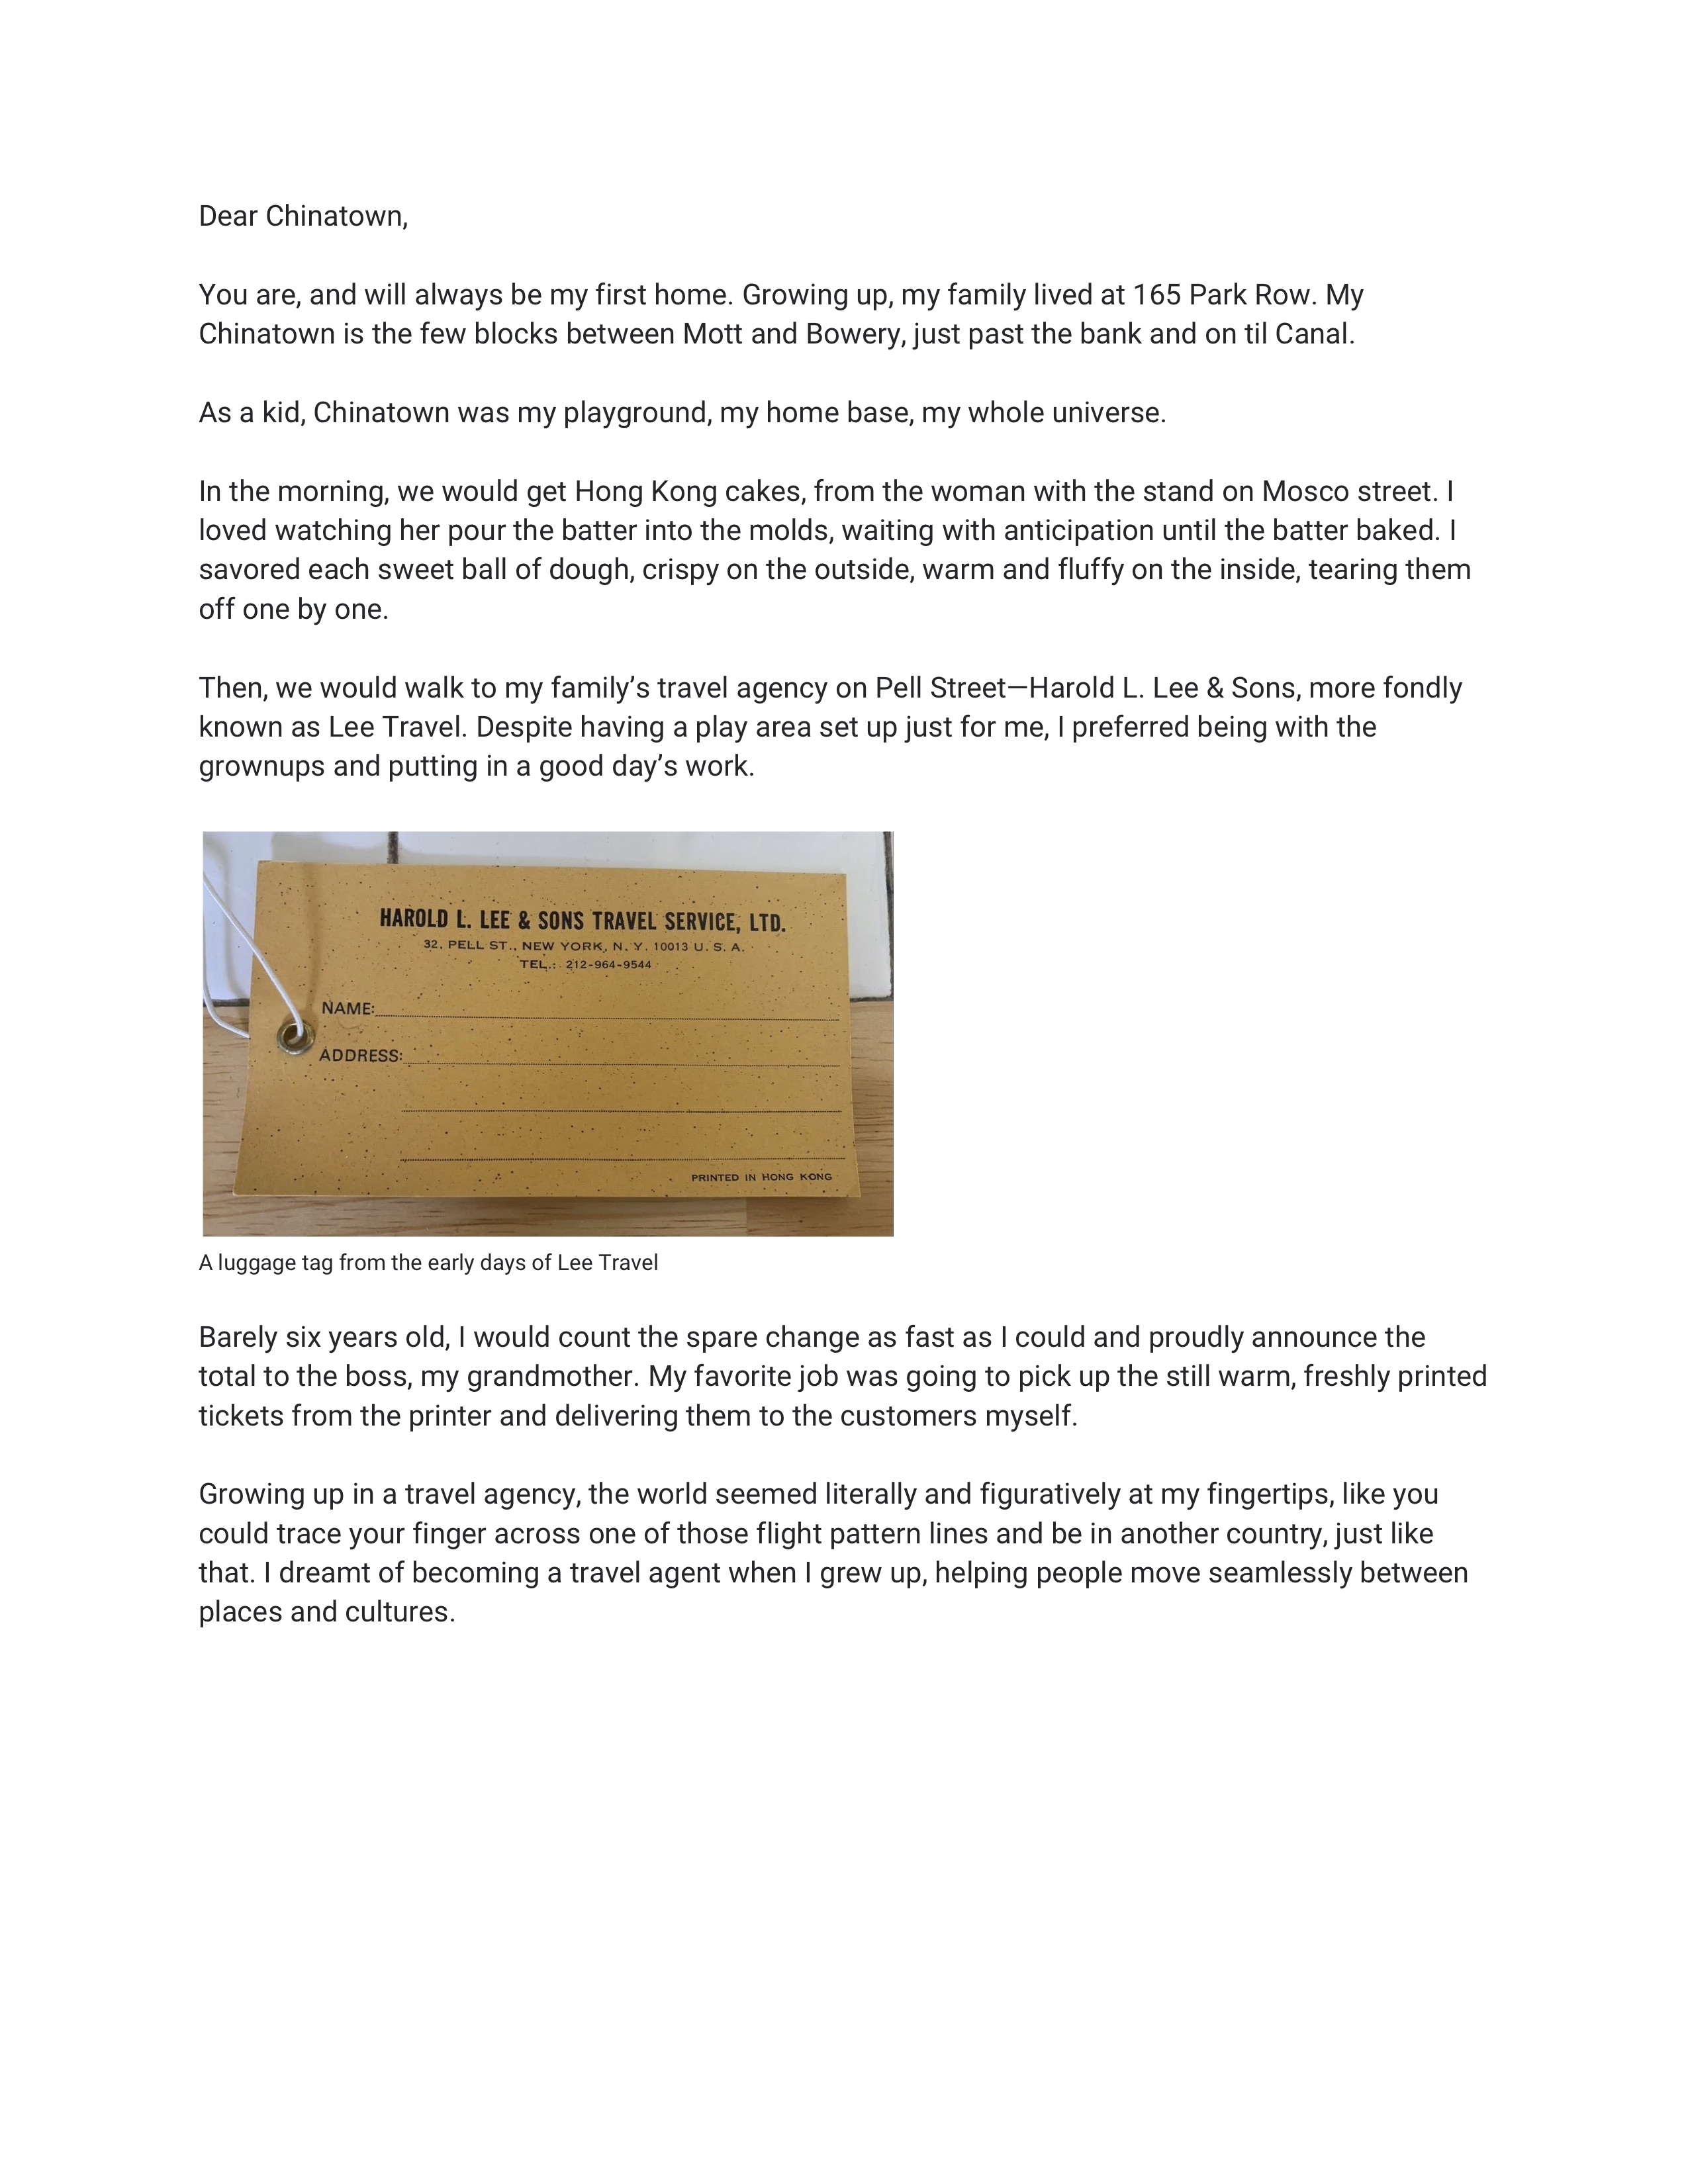 Dear Chinatown,
You are, and will always be my first home. Growing up, my family lived at 165 Park Row. My
Chinatown is the few blocks between Mott and Bowery, just past the bank and on til Canal.
As a kid, Chinatown was my playground, my home base, my whole universe.
In the morning, we would get Hong Kong cakes, from the woman with the stand on Mosco street. I
loved watching her pour the batter into the molds, waiting with anticipation until the batter baked. I
savored each sweet ball of dough, crispy on the outside, warm and fluffy on the inside, tearing them
off one by one.
Then, we would walk to my family’s travel agency on Pell Street—Harold L. Lee & Sons, more fondly
known as Lee Travel. Despite having a play area set up just for me, I preferred being with the
grownups and putting in a good day’s work.
HAROLD L. LEE & SONS TRAVEL SERVICE, LTD.
32, PELL ST., NEW YORK, N. Y. 10013 U. S. A.
TEL.: 212-964-9544
NAME:
ADDRESS:
PRINTED IN HONG KONG
A luggage tag from the early days of Lee Travel
Barely six years old, I would count the spare change as fast as I could and proudly announce the
total to the boss, my grandmother. My favorite job was going to pick up the still warm, freshly printed
tickets from the printer and delivering them to the customers myself.
Growing up in a travel agency, the world seemed literally and figuratively at my fingertips, like you
could trace your finger across one of those flight pattern lines and be in another country, just like
that. I dreamt of becoming a travel agent when I grew up, helping people move seamlessly between
places and cultures.